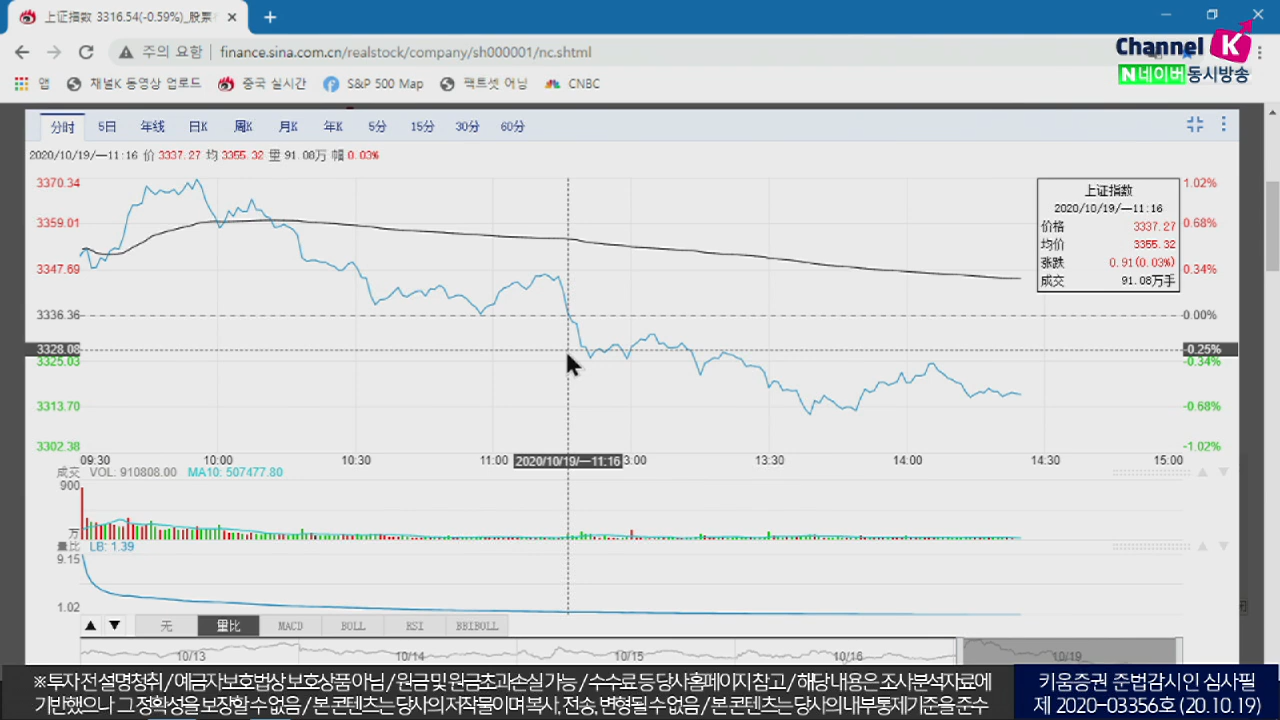 上证指数 3316.54(-0.59%)_股票
주의 요함 finance.sina.com.cn/realstock/company/sh000001/nc.shtml
Channel K
N네이버 동시방송
앱 채널K 동영상 업로드 중국 실시간 S&P 500 Map 팩트셋 어닝 CNBC
分时 5日 年线 日K 周K 月K 年K 5分 15分 30分 60分
2020/10/19/一11:16 价 3337.27 均 3355.32 量 91.08万 幅 0.03%
3370.34 1.02%
3359.01 0.68%
3347.69 0.34%
3336.36 0.00%
3328.08 -0.25%
3325.03 -0.34%
3313.70 -0.68%
3302.38 -1.02%
上证指数
2020/10/19/一11:16
价格 3337.27
均价 3355.32
涨跌 0.91(0.03%)
成交 91.08万手
09:30 10:00 10:30 11:00 2020/10/19/一11:16 3:00 13:30 14:00 14:30 15:00
成交 VOL: 910808.00 MA10: 507477.80
900
万
量比 LB: 1.39
9.15
1.02
无 量比 MACD BOLL RSI BBIBOLL
10/13 10/14 10/15 10/16 10/19
※ 투자 전 설명청취 / 예금자보호법상 보호상품 아님 / 원금 및 원금초과손실 가능 / 수수료 등 당사 홈페이지 참고 / 해당 내용은 조사분석자료에
기반했으나 그 정확성을 보장할 수 없음 / 본 콘텐츠는 당사의 저작물이며 복사, 전송, 변형될 수 없음 / 본 콘텐츠는 당사의 내부통제기준을 준수
키움증권 준법감시인 심사필
제 2020-03356호 (20.10.19)